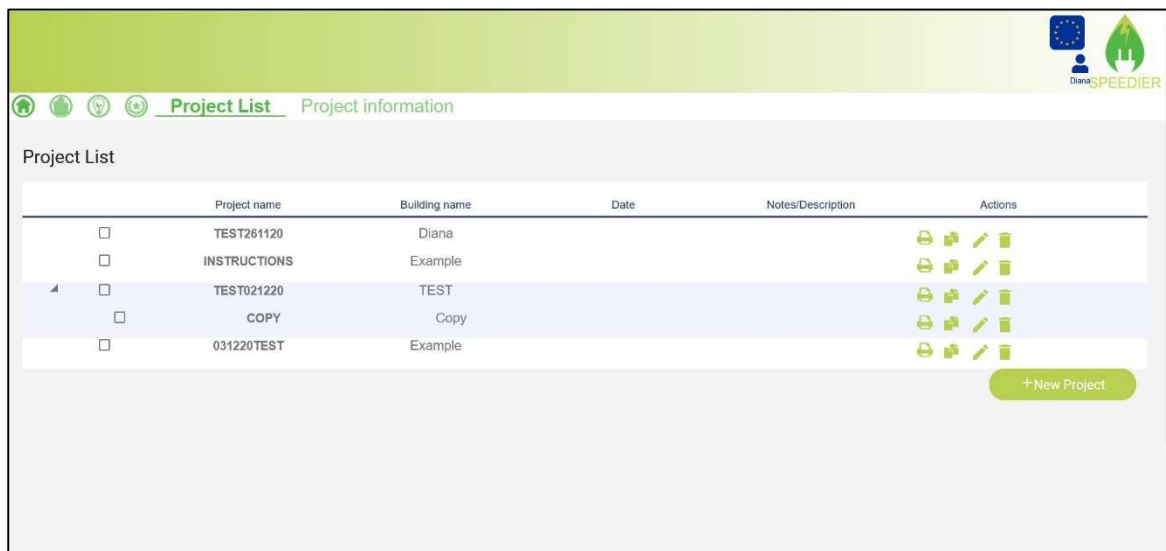 Diana SPEEDIER
Project List Project information
Project List
Project name Building name Date Notes/Description Actions
TEST261120 Diana
INSTRUCTIONS Example
TEST021220 TEST
COPY Copy
031220TEST Example
+New Project